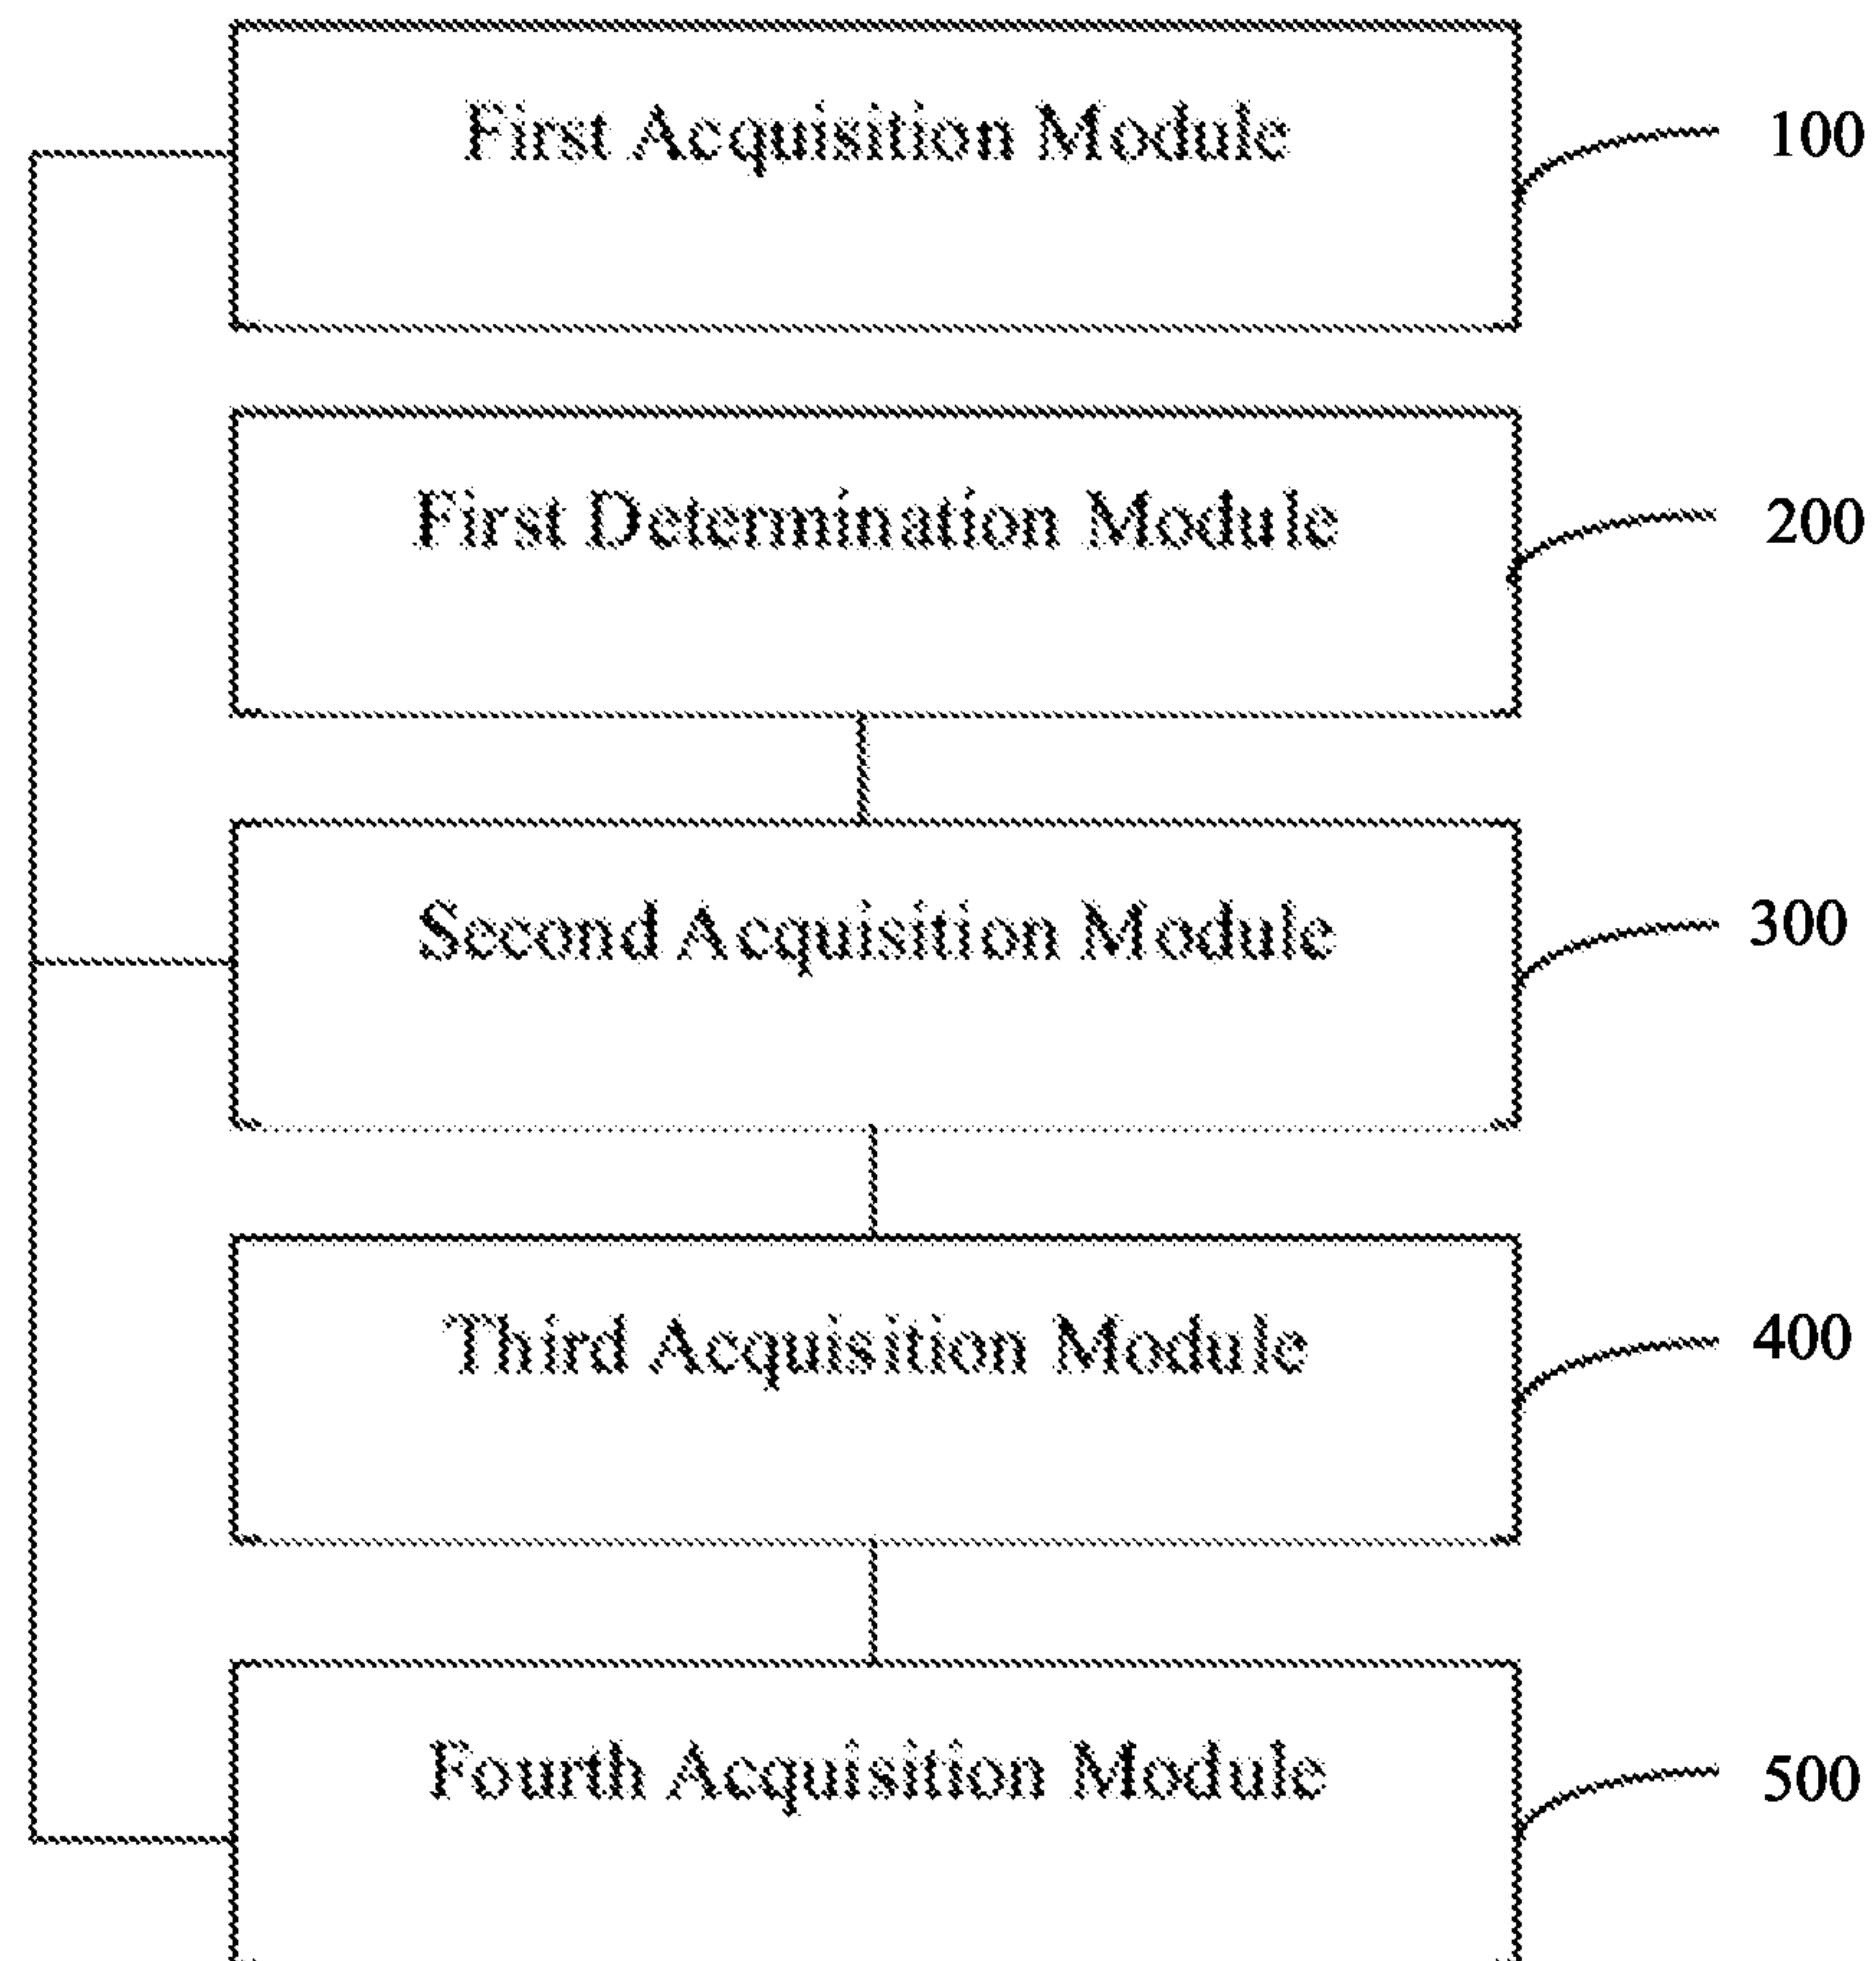 First Acquisition Module
100
First Determination Module
200
Second Acquisition Module
300
Third Acquisition Module
400
Fourth Acquisition Module
500